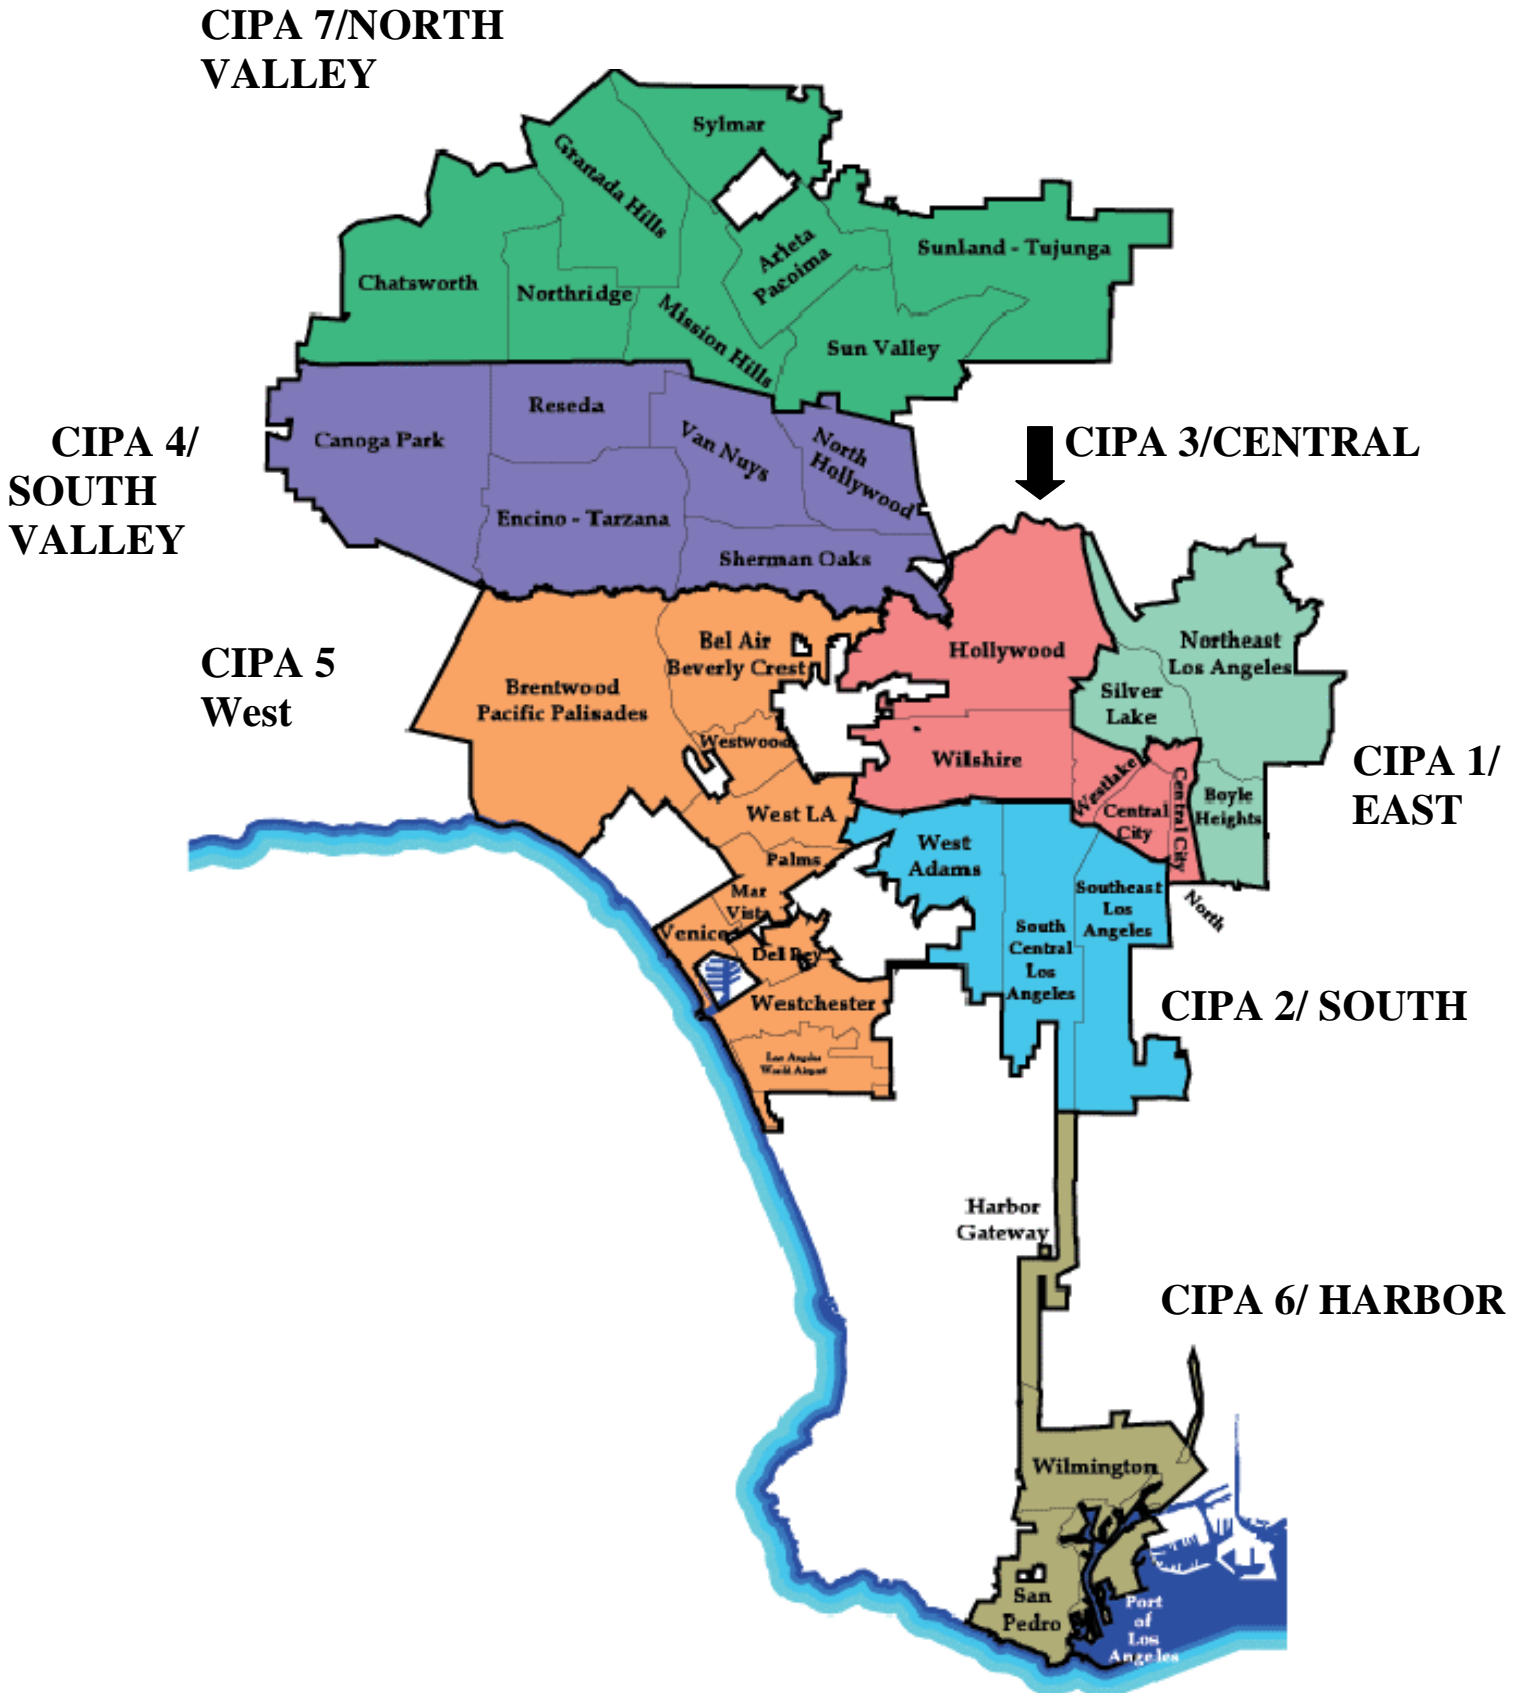 CIPA 7/NORTH
VALLEY
Sylmar
Granada Hills
Arleta
Pacoima
Sunland - Tujunga
Chatsworth
Northridge
Mission Hills
Sun Valley
CIPA 4/
SOUTH
VALLEY
Canoga Park
Reseda
Van Nuys
North
Hollywood
Encino - Tarzana
Sherman Oaks
CIPA 3/CENTRAL
CIPA 5
West
Bel Air
Beverly Crest
Brentwood
Pacific Palisades
Westwood
West LA
Palms
Mar
Vista
Venice
Del Rey
Westchester
Los Angeles
World Airport
Hollywood
Wilshire
Westlake
Central
City
Central City
North
Northeast
Los Angeles
Silver
Lake
Boyle
Heights
CIPA 1/
EAST
West
Adams
South
Central
Los
Angeles
Southeast
Los
Angeles
CIPA 2/ SOUTH
Harbor
Gateway
CIPA 6/ HARBOR
Wilmington
San
Pedro
Port
of
Los
Angeles